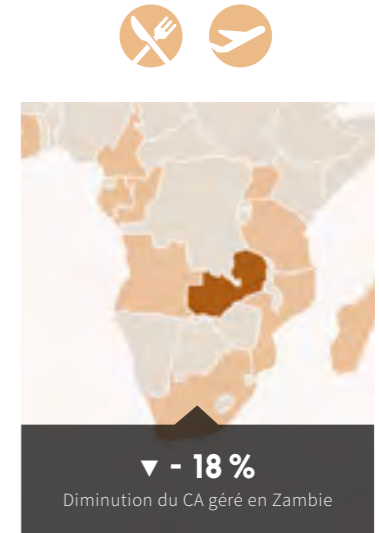 ▼ - 18 %
Diminution du CA géré en Zambie